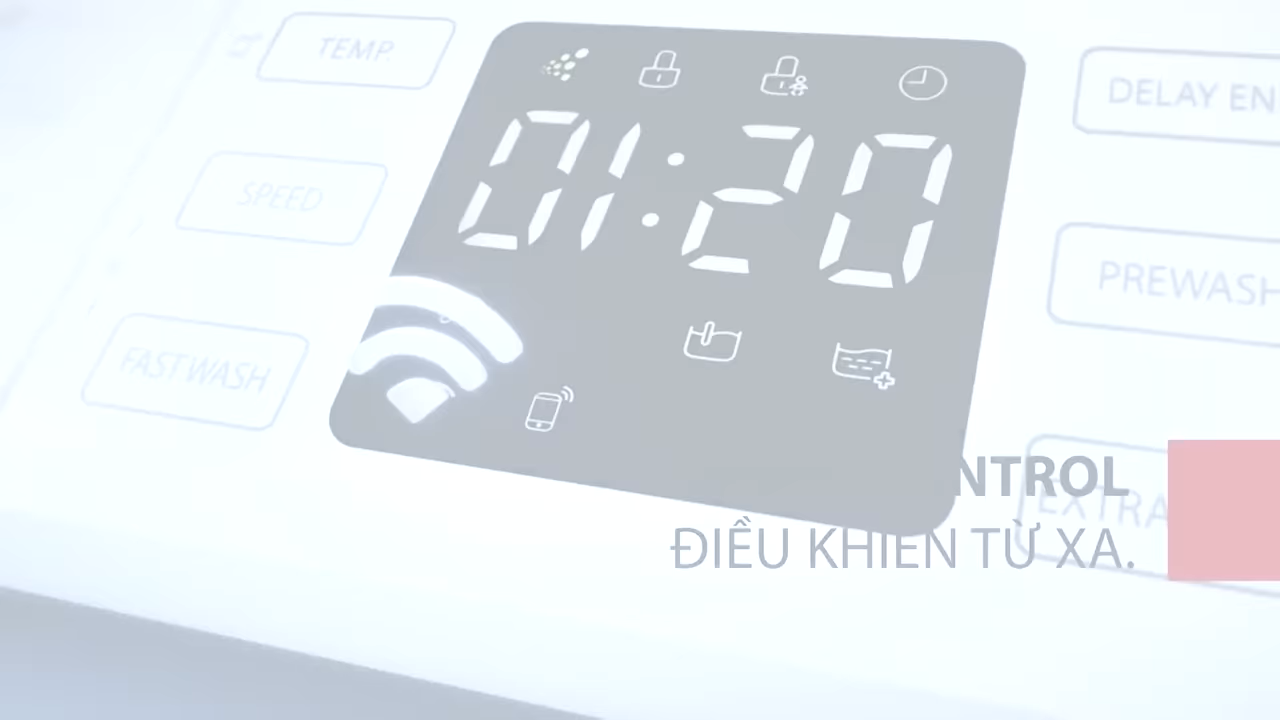 TEMP.
01:20
DELAY EN
SPEED
PREWASH
FAST WASH
NTROL
EXTRA
ĐIỀU KHIỂN TỪ XA.